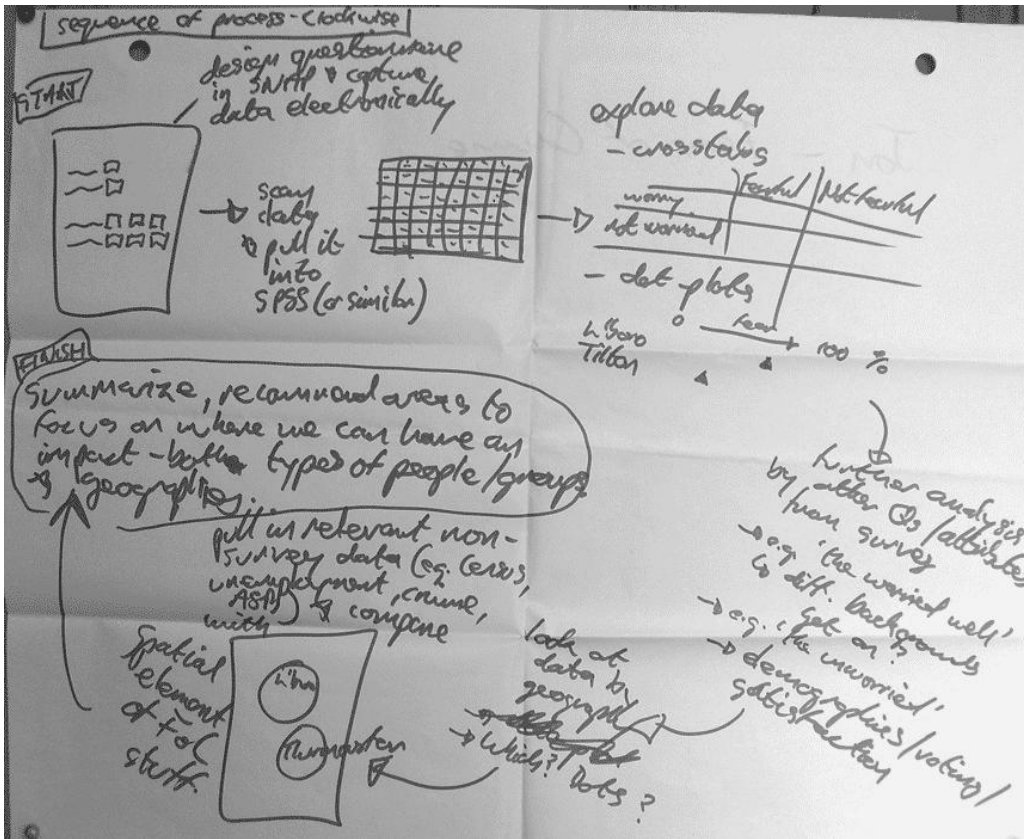 sequence of process - clockwise
START
design questionnaire
in SNAP & capture
data electronically
scan
data
& pull it
into
SPSS (or similar)
explore data
- crosstabs
Fearful Not fearful
worry
not worried
- dot plots
0 fear 100 %
L'boro
Tilton
further analysis
by other Qs/attributes
from survey
→ e.g. 'the worried well'
↳ diff. backgrounds
get on?
→ e.g. 'the unworried'
→ demographics/voting/
satisfaction
look at
data by
geography
→ Which? Dots?
pull in relevant non-
survey data (eg. Census,
unemployment, crime,
ASB) & compare
with
Spatial
element
of FoC
stuff.
L'boro
Thurmaston
FINISH
Summarize, recommend areas to
focus on where we can have an
impact - both types of people/groups
& geographies.